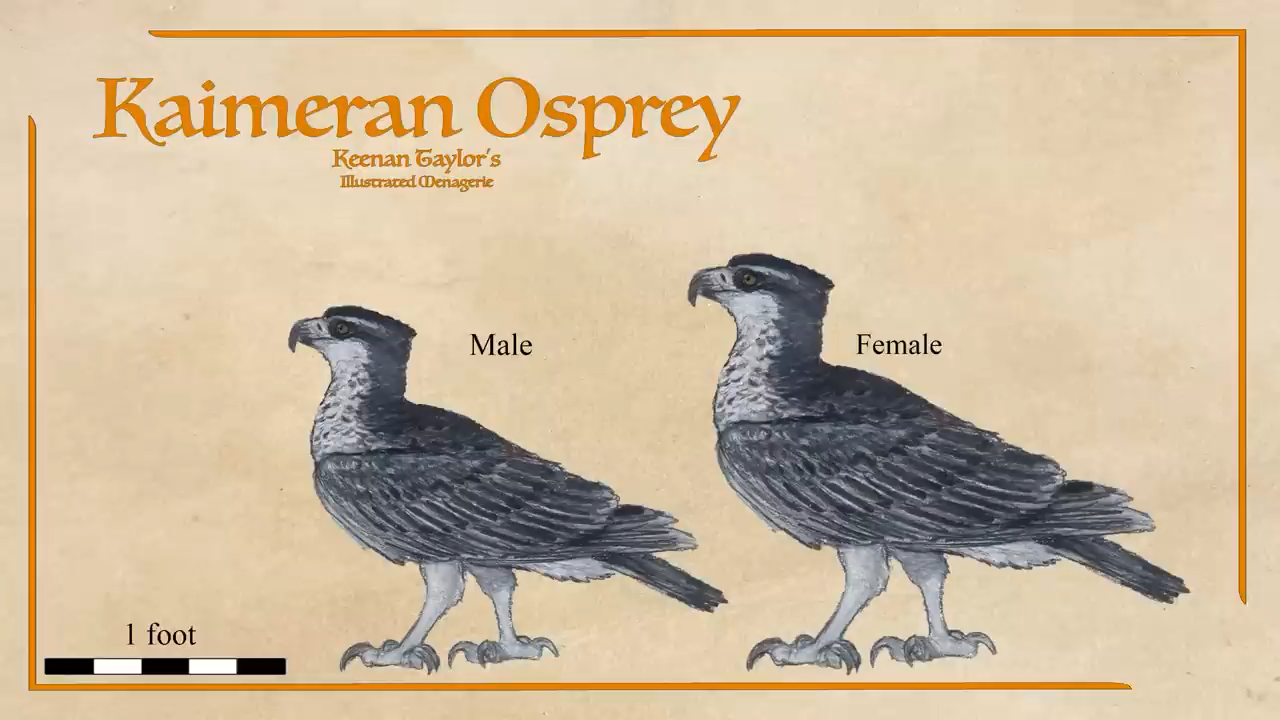 Kaimeran Osprey
Keenan Taylor's
Illustrated Menagerie
Male
Female
1 foot